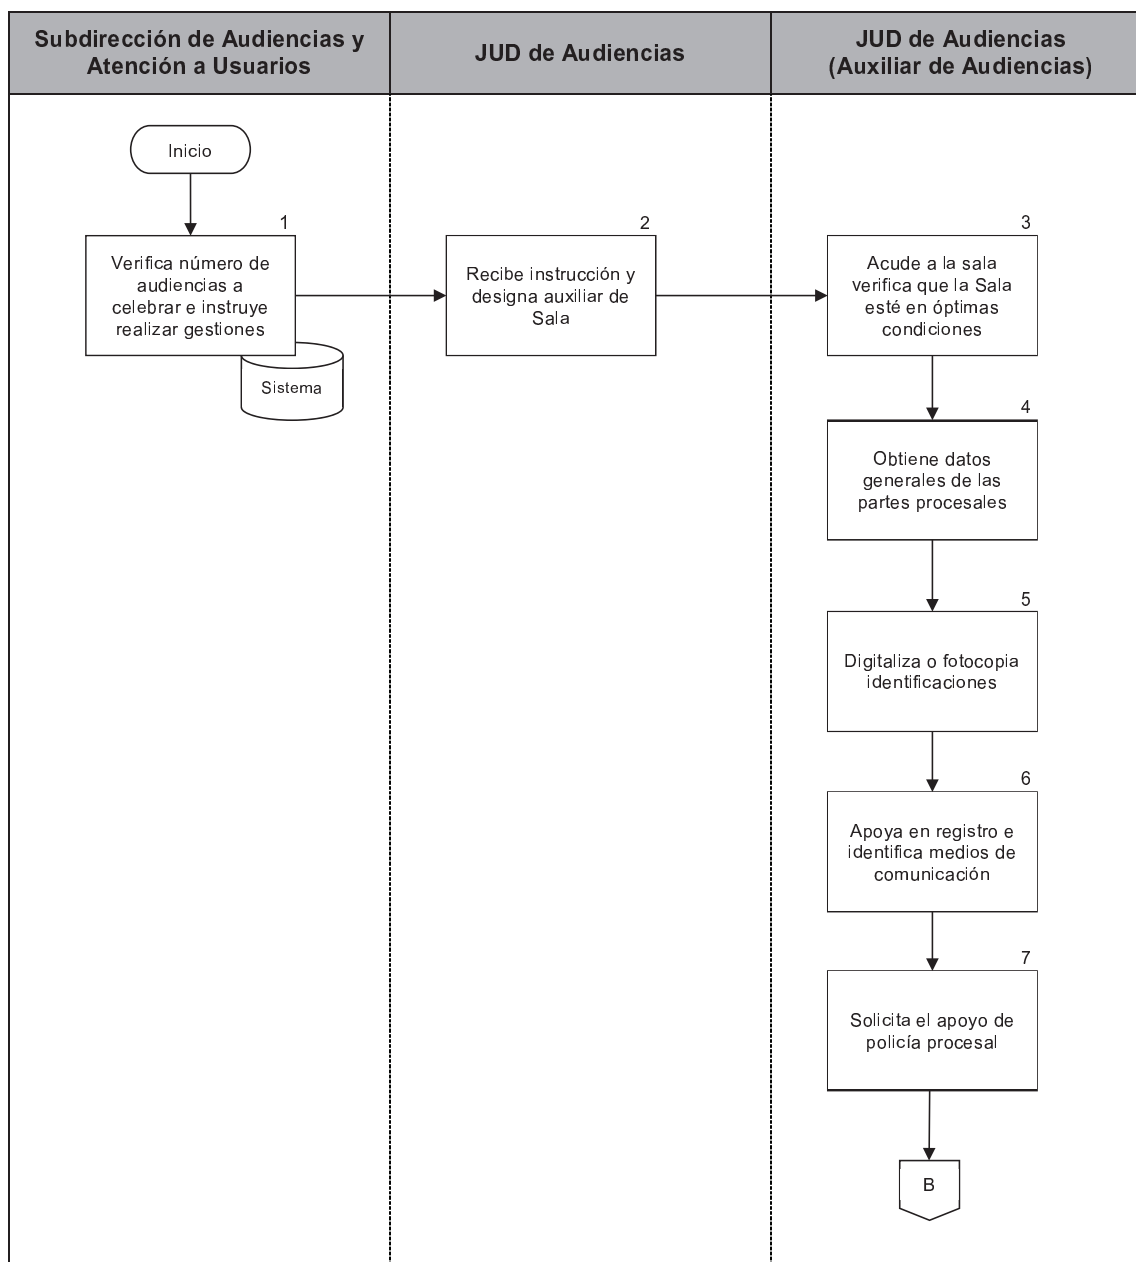 Subdirección de Audiencias y
Atención a Usuarios
JUD de Audiencias
JUD de Audiencias
(Auxiliar de Audiencias)
Inicio
1
Verifica número de
audiencias a
celebrar e instruye
realizar gestiones
Sistema
2
Recibe instrucción y
designa auxiliar de
Sala
3
Acude a la sala
verifica que la Sala
esté en óptimas
condiciones
4
Obtiene datos
generales de las
partes procesales
5
Digitaliza o fotocopia
identificaciones
6
Apoya en registro e
identifica medios de
comunicación
7
Solicita el apoyo de
policía procesal
B